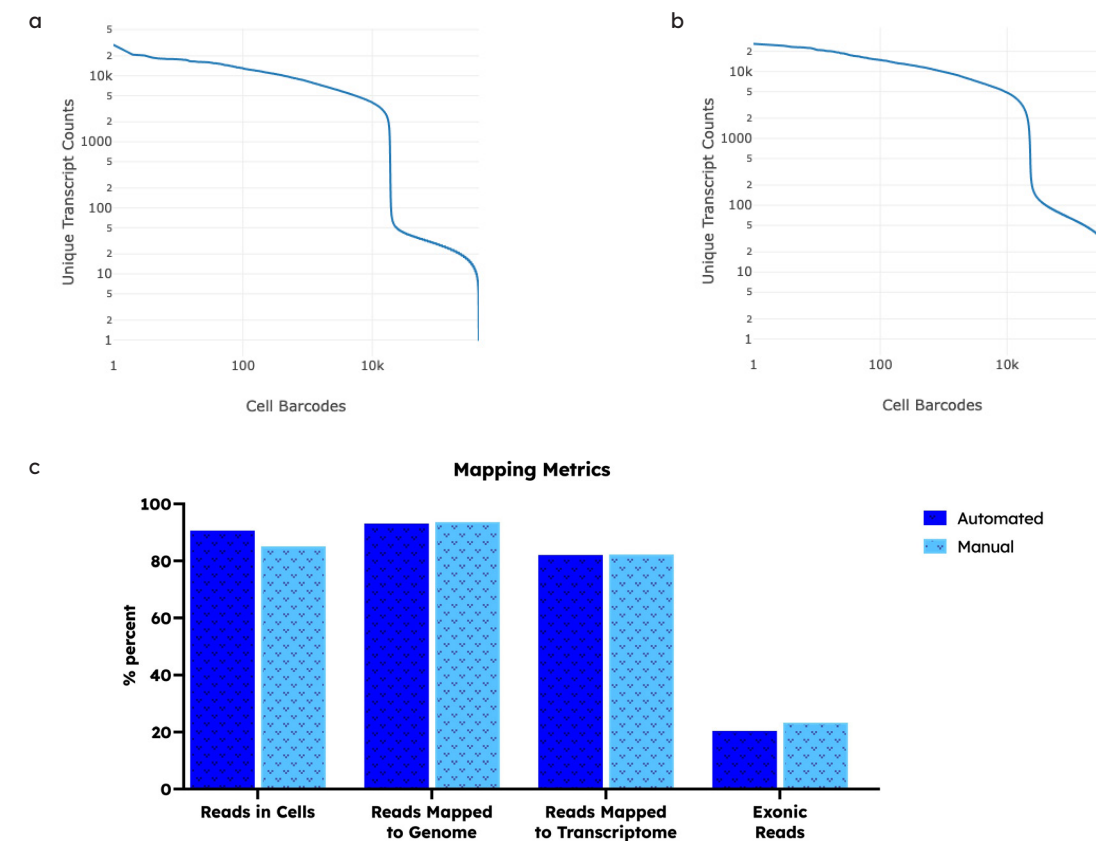 a
5
2
10k
5
2
1000
5
2
100
5
2
10
5
2
1
Unique Transcript Counts
1
100
10k
Cell Barcodes
b
2
10k
5
2
1000
5
2
100
5
2
10
5
2
1
Unique Transcript Counts
1
100
10k
Cell Barcodes
c
Mapping Metrics
100
80
60
40
20
0
% percent
Reads in Cells
Reads Mapped
to Genome
Reads Mapped
to Transcriptome
Exonic
Reads
Automated
Manual